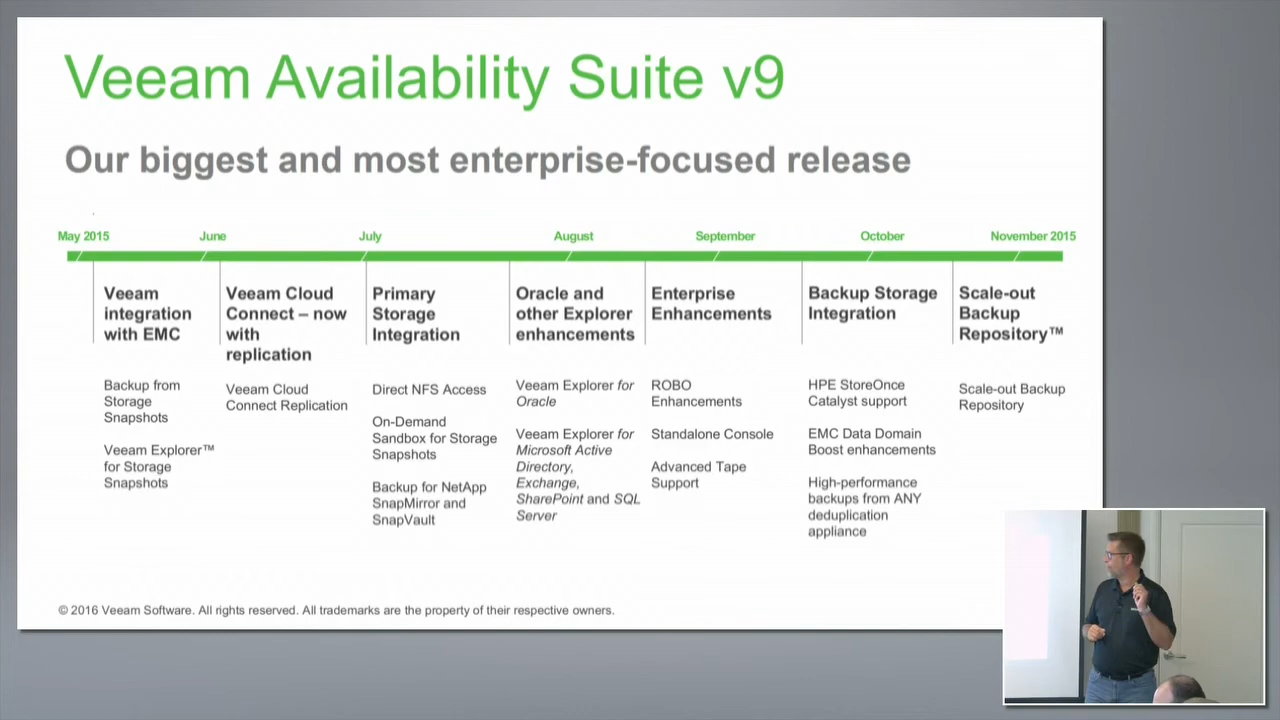 Veeam Availability Suite v9
Our biggest and most enterprise-focused release
May 2015
June
July
August
September
October
November 2015
Veeam
integration
with EMC
Backup from
Storage
Snapshots
Veeam Explorer™
for Storage
Snapshots
Veeam Cloud
Connect – now
with
replication
Veeam Cloud
Connect Replication
Primary
Storage
Integration
Direct NFS Access
On-Demand
Sandbox for Storage
Snapshots
Backup for NetApp
SnapMirror and
SnapVault
Oracle and
other Explorer
enhancements
Veeam Explorer for
Oracle
Veeam Explorer for
Microsoft Active
Directory,
Exchange,
SharePoint and SQL
Server
Enterprise
Enhancements
ROBO
Enhancements
Standalone Console
Advanced Tape
Support
Backup Storage
Integration
HPE StoreOnce
Catalyst support
EMC Data Domain
Boost enhancements
High-performance
backups from ANY
deduplication
appliance
Scale-out
Backup
Repository™
Scale-out Backup
Repository
© 2016 Veeam Software. All rights reserved. All trademarks are the property of their respective owners.